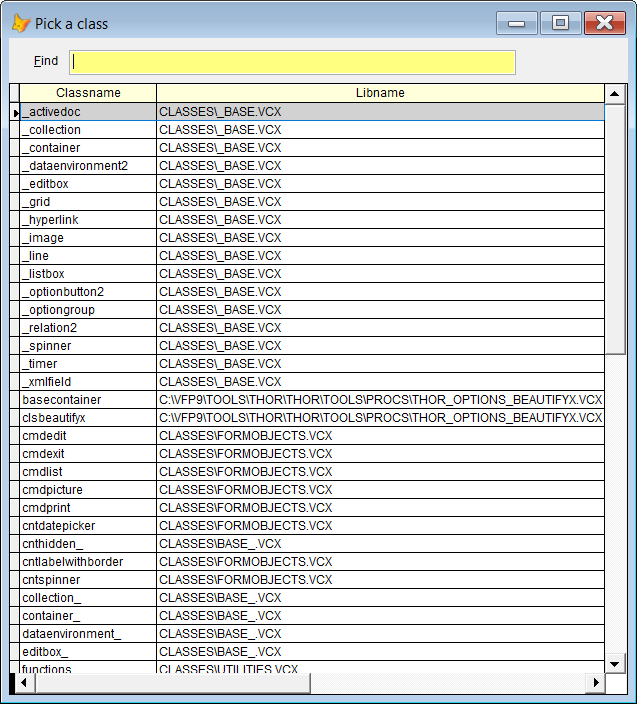 Pick a class
Find
Classname Libname
_activedoc CLASSES\_BASE.VCX
_collection CLASSES\_BASE.VCX
_container CLASSES\_BASE.VCX
_dataenvironment2 CLASSES\_BASE.VCX
_editbox CLASSES\_BASE.VCX
_grid CLASSES\_BASE.VCX
_hyperlink CLASSES\_BASE.VCX
_image CLASSES\_BASE.VCX
_line CLASSES\_BASE.VCX
_listbox CLASSES\_BASE.VCX
_optionbutton2 CLASSES\_BASE.VCX
_optiongroup CLASSES\_BASE.VCX
_relation2 CLASSES\_BASE.VCX
_spinner CLASSES\_BASE.VCX
_timer CLASSES\_BASE.VCX
_xmlfield CLASSES\_BASE.VCX
basecontainer C:\VFP9\TOOLS\THOR\THOR\TOOLS\PROCS\THOR_OPTIONS_BEAUTIFYX.VCX
clsbeautifyx C:\VFP9\TOOLS\THOR\THOR\TOOLS\PROCS\THOR_OPTIONS_BEAUTIFYX.VCX
cmdedit CLASSES\FORMOBJECTS.VCX
cmdexit CLASSES\FORMOBJECTS.VCX
cmdlist CLASSES\FORMOBJECTS.VCX
cmdpicture CLASSES\FORMOBJECTS.VCX
cmdprint CLASSES\FORMOBJECTS.VCX
cntdatepicker CLASSES\FORMOBJECTS.VCX
cnthidden_ CLASSES\BASE_.VCX
cntlabelwithborder CLASSES\FORMOBJECTS.VCX
cntspinner CLASSES\FORMOBJECTS.VCX
collection_ CLASSES\BASE_.VCX
container_ CLASSES\BASE_.VCX
dataenvironment_ CLASSES\BASE_.VCX
editbox_ CLASSES\BASE_.VCX
functions CLASSES\UTILITIES.VCX